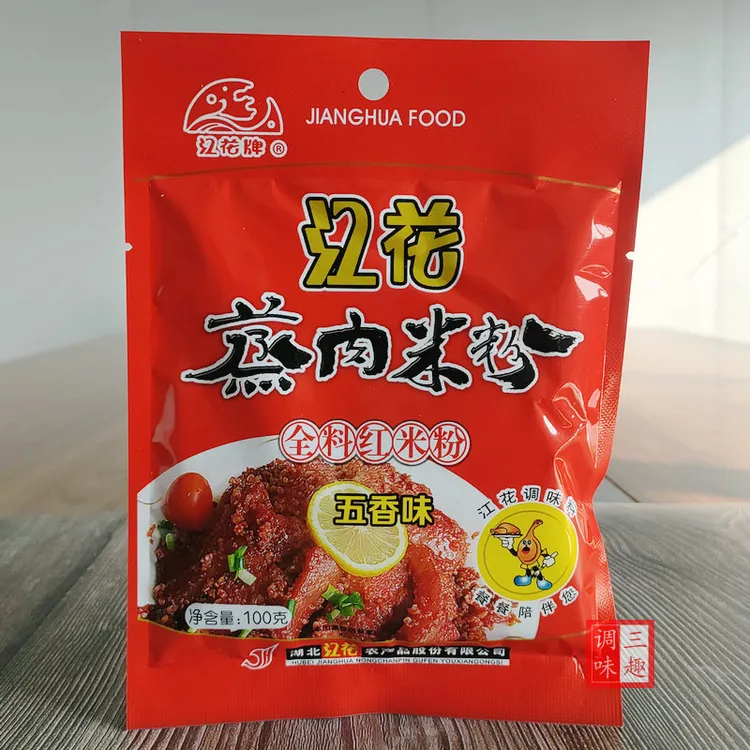 江花牌®
JIANGHUA FOOD
江花
蒸肉米粉
全料红米粉
五香味
江花调味料
餐餐陪伴您
净含量:100克
湖北江花农产品股份有限公司
HUBEI JIANGHUA NONGCHANPIN GUFEN YOUXIANGONGSI
三趣
调味